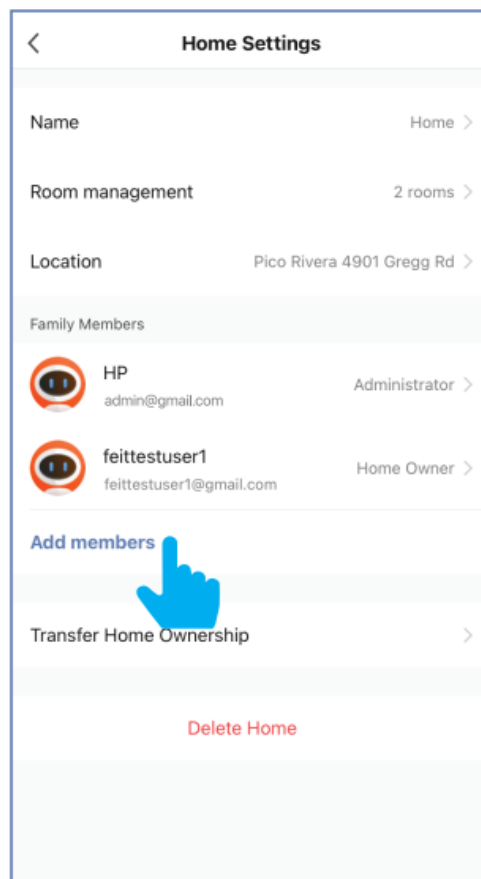 Home Settings
Name Home
Room management 2 rooms
Location Pico Rivera 4901 Gregg Rd
Family Members
HP
admin@gmail.com
Administrator
feittestuser1
feittestuser1@gmail.com
Home Owner
Add members
Transfer Home Ownership
Delete Home